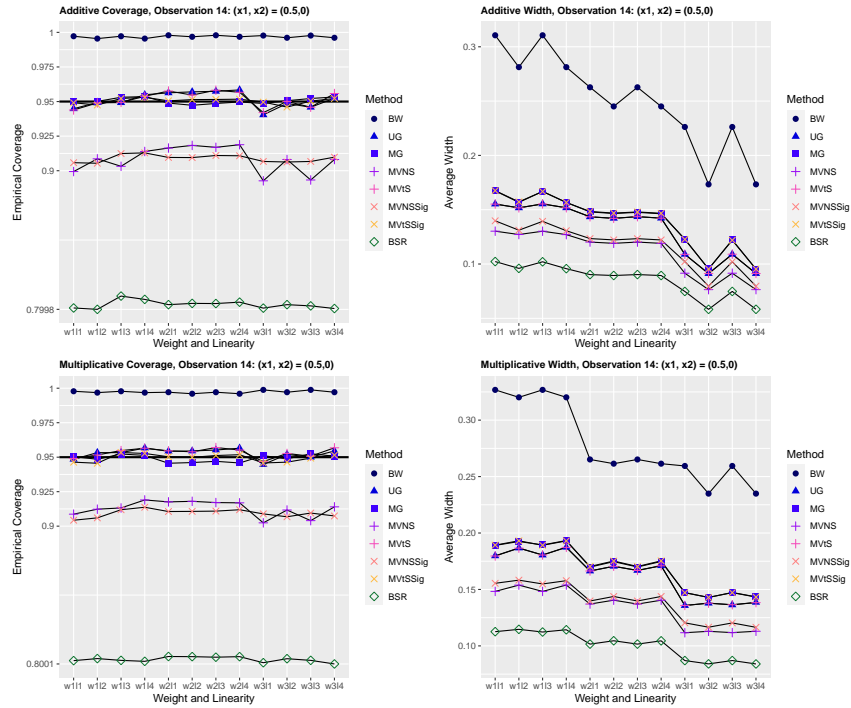 Additive Coverage, Observation 14: (x1, x2) = (0.5,0)
1
0.975
0.95
0.925
0.9
0.7998
Empirical Coverage
w1l1 w1l2 w1l3 w1l4 w2l1 w2l2 w2l3 w2l4 w3l1 w3l2 w3l3 w3l4
Weight and Linearity
Method
BW
UG
MG
MVNS
MVtS
MVNSSig
MVtSSig
BSR
Additive Width, Observation 14: (x1, x2) = (0.5,0)
0.3
0.2
0.1
Average Width
w1l1 w1l2 w1l3 w1l4 w2l1 w2l2 w2l3 w2l4 w3l1 w3l2 w3l3 w3l4
Weight and Linearity
Method
BW
UG
MG
MVNS
MVtS
MVNSSig
MVtSSig
BSR
Multiplicative Coverage, Observation 14: (x1, x2) = (0.5,0)
1
0.975
0.95
0.925
0.9
0.8001
Empirical Coverage
w1l1 w1l2 w1l3 w1l4 w2l1 w2l2 w2l3 w2l4 w3l1 w3l2 w3l3 w3l4
Weight and Linearity
Method
BW
UG
MG
MVNS
MVtS
MVNSSig
MVtSSig
BSR
Multiplicative Width, Observation 14: (x1, x2) = (0.5,0)
0.30
0.25
0.20
0.15
0.10
Average Width
w1l1 w1l2 w1l3 w1l4 w2l1 w2l2 w2l3 w2l4 w3l1 w3l2 w3l3 w3l4
Weight and Linearity
Method
BW
UG
MG
MVNS
MVtS
MVNSSig
MVtSSig
BSR